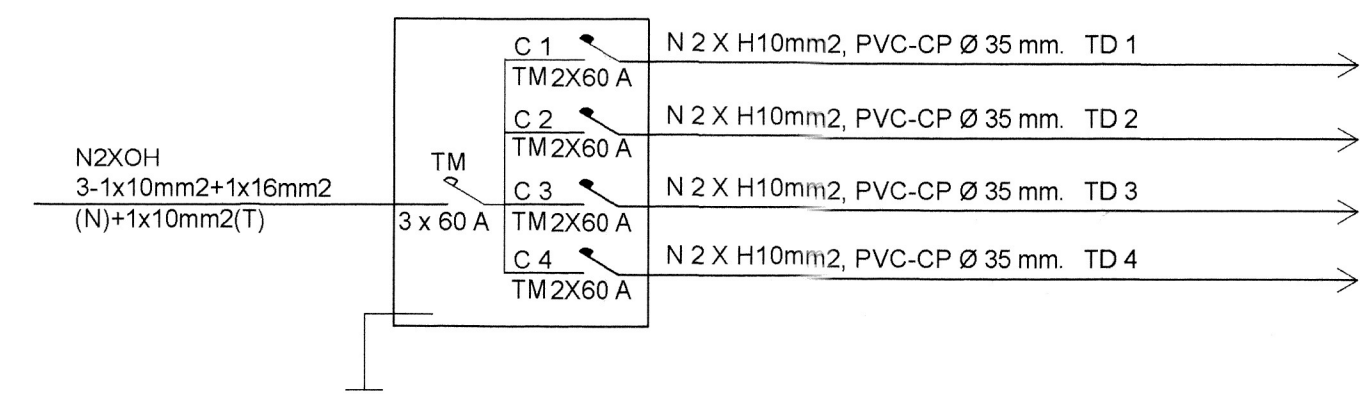 N2XOH
3-1x10mm2+1x16mm2
(N)+1x10mm2(T)
TM
3 x 60 A
C 1
TM 2X60 A
N 2 X H10mm2, PVC-CP Ø 35 mm. TD 1
C 2
TM 2X60 A
N 2 X H10mm2, PVC-CP Ø 35 mm. TD 2
C 3
TM 2X60 A
N 2 X H10mm2, PVC-CP Ø 35 mm. TD 3
C 4
TM 2X60 A
N 2 X H10mm2, PVC-CP Ø 35 mm. TD 4